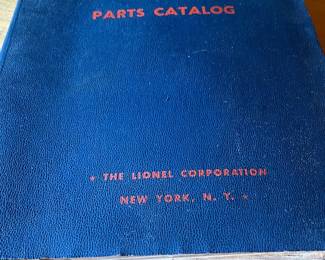 PARTS CATALOG
* THE LIONEL CORPORATION
NEW YORK, N. Y. *